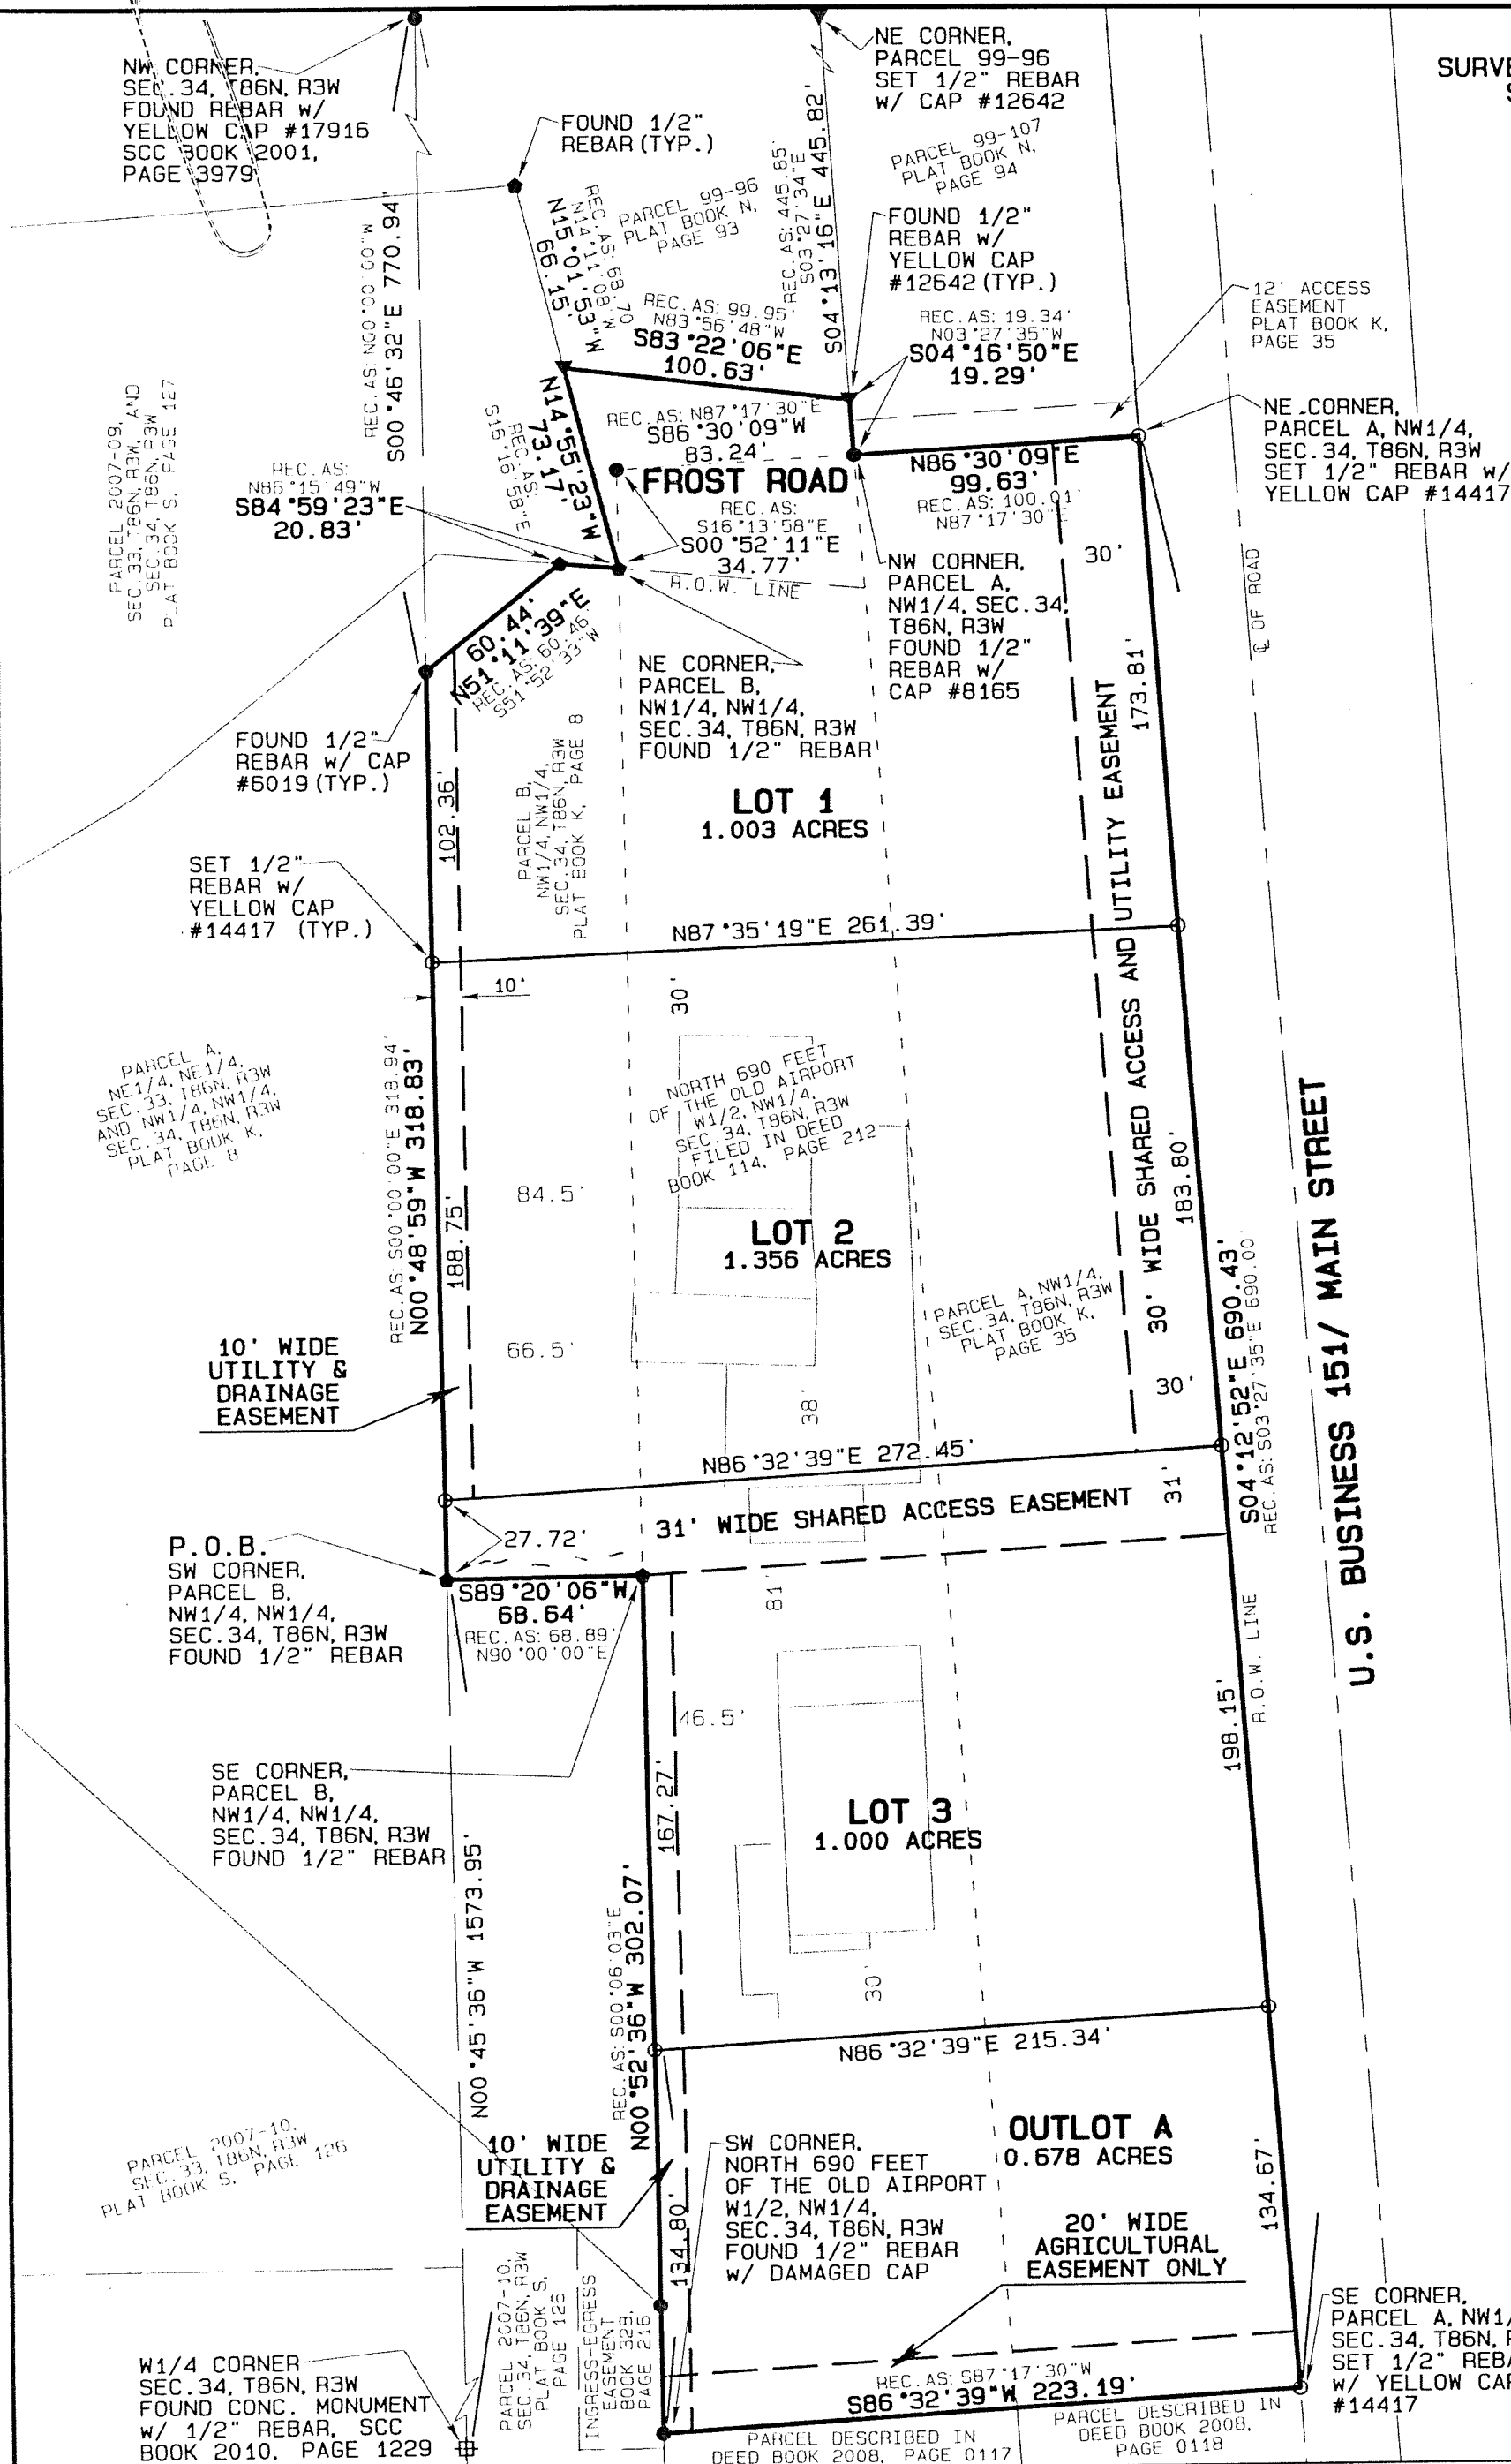 NW CORNER,
SEC.34, T86N, R3W
FOUND REBAR w/
YELLOW CAP #17916
SCC BOOK 2001,
PAGE 3979
FOUND 1/2"
REBAR (TYP.)
NE CORNER,
PARCEL 99-96
SET 1/2" REBAR
w/ CAP #12642
PARCEL 99-107
PLAT BOOK N,
PAGE 94
PARCEL 99-96
PLAT BOOK N,
PAGE 93
REC. AS: 445.85'
S03°27'34"E
S04°13'16"E 445.82'
FOUND 1/2"
REBAR w/
YELLOW CAP
#12642 (TYP.)
12' ACCESS
EASEMENT
PLAT BOOK K,
PAGE 35
REC. AS: N00°00'00"W
S00°46'32"E 770.94'
REC. AS: 68.70
N14°11'08"W
N15°01'53"W
66.15'
REC. AS: 99.95'
N83°56'48"W
S83°22'06"E
100.63'
REC. AS: 19.34'
N03°27'35"W
S04°16'50"E
19.29'
NE CORNER,
PARCEL A, NW1/4,
SEC.34, T86N, R3W
SET 1/2" REBAR w/
YELLOW CAP #14417
PARCEL 2007-09,
SEC.33, T86N, R3W, AND
SEC.34, T86N, R3W
PLAT BOOK S, PAGE 127
REC. AS: N87°17'30"E
S86°30'09"W
83.24'
N14°55'23"W
73.17'
REC. AS:
S16°16'58"E
FROST ROAD
N86°30'09"E
99.63'
REC. AS: 100.01'
N87°17'30"E
REC. AS:
N86°15'49"W
S84°59'23"E
20.83'
REC. AS:
S16°13'58"E
S00°52'11"E
34.77'
R.O.W. LINE
30'
NW CORNER,
PARCEL A,
NW1/4, SEC.34,
T86N, R3W
FOUND 1/2"
REBAR w/
CAP #8165
℄ OF ROAD
60.44'
N51°11'39"E
REC. AS: 60.46'
S51°52'33"W
NE CORNER,
PARCEL B,
NW1/4, NW1/4,
SEC.34, T86N, R3W
FOUND 1/2" REBAR
173.81'
FOUND 1/2"
REBAR w/ CAP
#6019 (TYP.)
102.36'
PARCEL B,
NW1/4, NW1/4,
SEC.34, T86N, R3W
PLAT BOOK K, PAGE 8
LOT 1
1.003 ACRES
SET 1/2"
REBAR w/
YELLOW CAP
#14417 (TYP.)
N87°35'19"E 261.39'
10'
30'
30' WIDE SHARED ACCESS AND UTILITY EASEMENT
PARCEL A,
NE1/4, NE1/4,
SEC.33, T86N, R3W
AND NW1/4, NW1/4,
SEC.34, T86N, R3W
PLAT BOOK K,
PAGE 8
REC. AS: S00°00'00"E 318.94'
N00°48'59"W 318.83'
NORTH 690 FEET
OF THE OLD AIRPORT
W1/2, NW1/4,
SEC.34, T86N, R3W
FILED IN DEED
BOOK 114, PAGE 212
84.5'
188.75'
183.80'
LOT 2
1.356 ACRES
PARCEL A, NW1/4,
SEC.34, T86N, R3W
PLAT BOOK K,
PAGE 35
U.S. BUSINESS 151/ MAIN STREET
10' WIDE
UTILITY &
DRAINAGE
EASEMENT
66.5'
38'
30'
S04°12'52"E 690.43'
REC. AS: S03°27'35"E 690.00'
N86°32'39"E 272.45'
31'
31' WIDE SHARED ACCESS EASEMENT
27.72'
P.O.B.
SW CORNER,
PARCEL B,
NW1/4, NW1/4,
SEC.34, T86N, R3W
FOUND 1/2" REBAR
S89°20'06"W
68.64'
REC. AS: 68.89'
N90°00'00"E
81'
R.O.W. LINE
46.5'
198.15'
SE CORNER,
PARCEL B,
NW1/4, NW1/4,
SEC.34, T86N, R3W
FOUND 1/2" REBAR
167.27'
LOT 3
1.000 ACRES
N00°45'36"W 1573.95'
REC. AS: S00°06'03"E
N00°52'36"W 302.07'
30'
N86°32'39"E 215.34'
PARCEL 2007-10,
SEC.33, T86N, R3W
PLAT BOOK S, PAGE 126
10' WIDE
UTILITY &
DRAINAGE
EASEMENT
SW CORNER,
NORTH 690 FEET
OF THE OLD AIRPORT
W1/2, NW1/4,
SEC.34, T86N, R3W
FOUND 1/2" REBAR
w/ DAMAGED CAP
OUTLOT A
0.678 ACRES
134.67'
134.80'
20' WIDE
AGRICULTURAL
EASEMENT ONLY
PARCEL 2007-10,
SEC.34, T86N, R3W
PLAT BOOK S,
PAGE 126
INGRESS-EGRESS
EASEMENT
BOOK 328,
PAGE 216
W1/4 CORNER
SEC.34, T86N, R3W
FOUND CONC. MONUMENT
w/ 1/2" REBAR, SCC
BOOK 2010, PAGE 1229
REC. AS: S87°17'30"W
S86°32'39"W 223.19'
PARCEL DESCRIBED IN
DEED BOOK 2008, PAGE 0117
PARCEL DESCRIBED IN
DEED BOOK 2008,
PAGE 0118
SE CORNER,
PARCEL A, NW1/
SEC.34, T86N,
SET 1/2" REBA
w/ YELLOW CAP
#14417